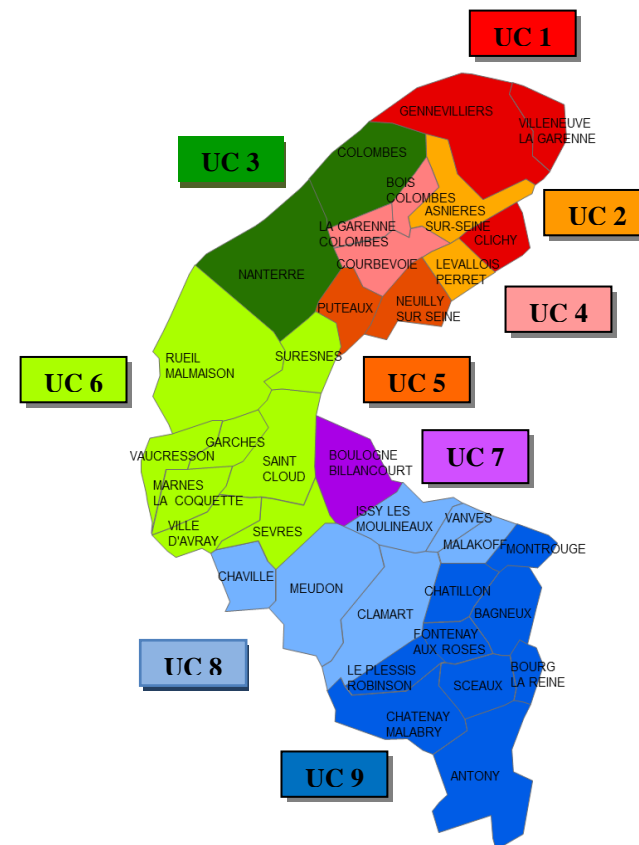 UC 1
GENNEVILLIERS
VILLENEUVE
LA GARENNE
COLOMBES
UC 3
BOIS
COLOMBES
ASNIERES
SUR-SEINE
UC 2
LA GARENNE
COLOMBES
CLICHY
COURBEVOIE
LEVALLOIS
PERRET
NANTERRE
PUTEAUX
NEUILLY
SUR SEINE
UC 4
SURESNES
RUEIL
MALMAISON
UC 6
UC 5
GARCHES
VAUCRESSON
SAINT
CLOUD
BOULOGNE
BILLANCOURT
UC 7
MARNES
LA COQUETTE
ISSY LES
MOULINEAUX
VANVES
VILLE
D'AVRAY
SEVRES
MALAKOFF
MONTROUGE
CHAVILLE
MEUDON
CHATILLON
CLAMART
BAGNEUX
FONTENAY
AUX ROSES
UC 8
LE PLESSIS
ROBINSON
SCEAUX
BOURG
LA REINE
CHATENAY
MALABRY
UC 9
ANTONY